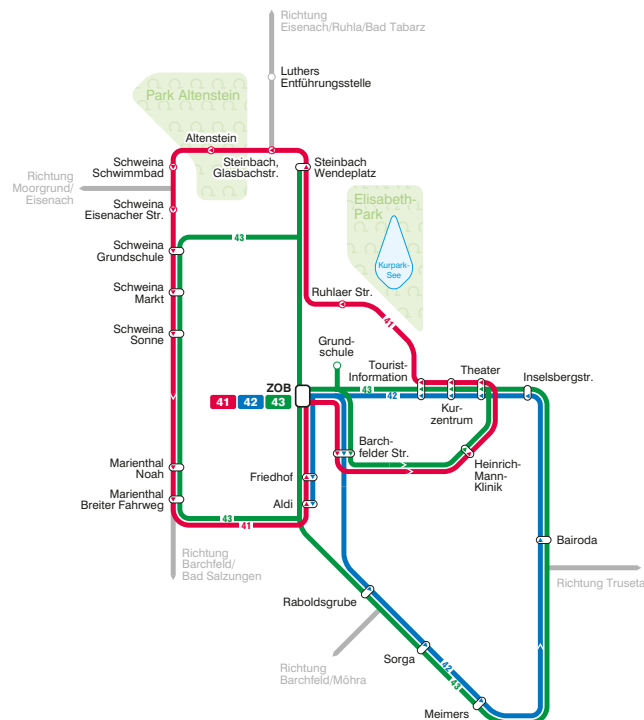 Richtung
Eisenach/Ruhla/Bad Tabarz
Luthers
Entführungsstelle
Park Altenstein
Altenstein
Schweina
Schwimmbad
Steinbach,
Glasbachstr.
Steinbach
Wendeplatz
Richtung
Moorgrund/
Eisenach
Schweina
Eisenacher Str.
Elisabeth-
Park
43
Schweina
Grundschule
Kurpark-
See
Schweina
Markt
Ruhlaer Str.
41
Schweina
Sonne
Grund-
schule
Tourist-
Information
Theater
Inselsbergstr.
ZOB
41 42 43
43
42
Kur-
zentrum
Barch-
felder Str.
Marienthal
Noah
Friedhof
Heinrich-
Mann-
Klinik
Marienthal
Breiter Fahrweg
Aldi
43
41
Richtung
Barchfeld/
Bad Salzungen
Bairoda
Richtung Trusetal
Raboldsgrube
Sorga
42
43
Richtung
Barchfeld/Möhra
Meimers